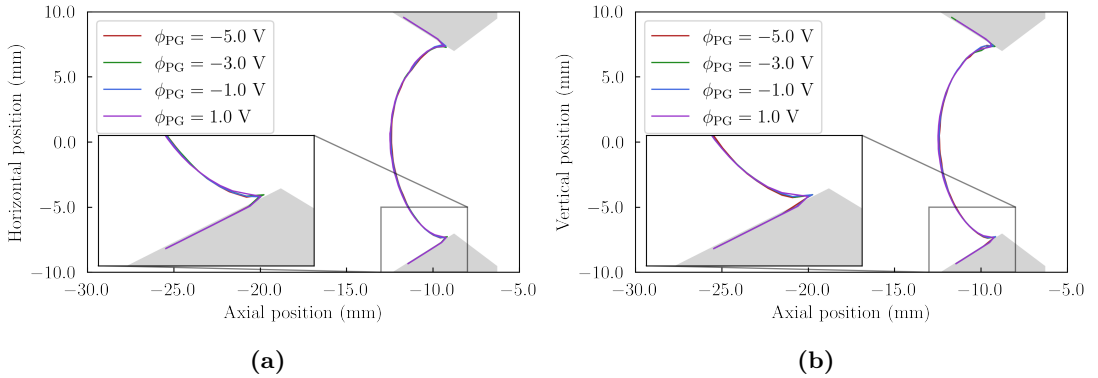 10.0
5.0
0.0
−5.0
−10.0
Horizontal position (mm)
ϕPG = −5.0 V
ϕPG = −3.0 V
ϕPG = −1.0 V
ϕPG = 1.0 V
−30.0 −25.0 −20.0 −15.0 −10.0 −5.0
Axial position (mm)
(a)
10.0
5.0
0.0
−5.0
−10.0
Vertical position (mm)
ϕPG = −5.0 V
ϕPG = −3.0 V
ϕPG = −1.0 V
ϕPG = 1.0 V
−30.0 −25.0 −20.0 −15.0 −10.0 −5.0
Axial position (mm)
(b)